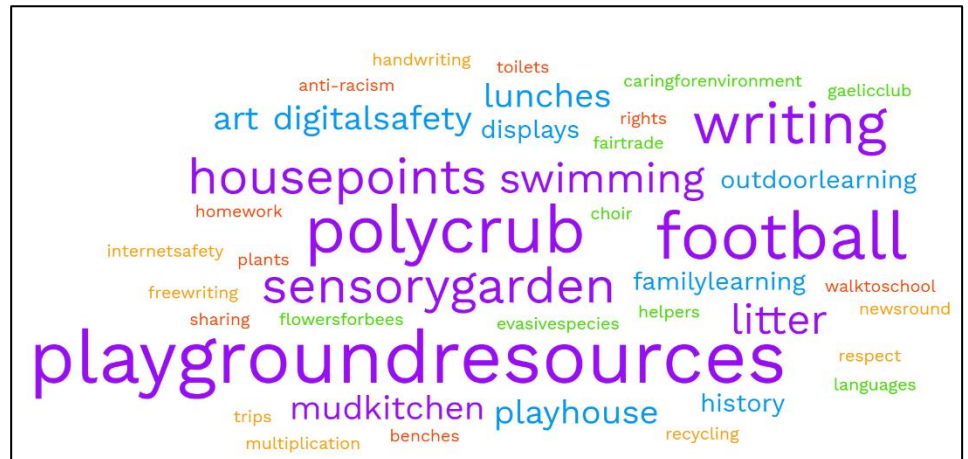 handwriting toilets
anti-racism lunches caringforenvironment gaelicclub
art digitalsafety displays rights writing
fairtrade
housepoints swimming outdoorlearning
homework polycrub choir football
internetsafety plants
sensorygarden familylearning walktoschool
freewriting
sharing flowersforbees evasivespecies helpers litter newsround
playgroundresources respect
languages
trips mudkitchen playhouse history
multiplication benches recycling